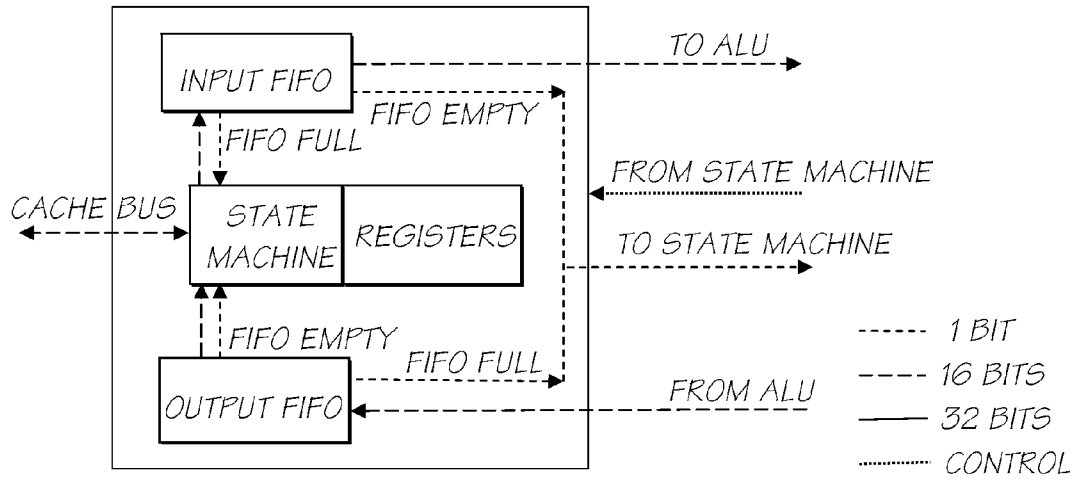 TO ALU
INPUT FIFO
FIFO EMPTY
FIFO FULL
FROM STATE MACHINE
CACHE BUS
STATE
MACHINE
REGISTERS
TO STATE MACHINE
FIFO EMPTY
FIFO FULL
OUTPUT FIFO
FROM ALU
1 BIT
16 BITS
32 BITS
CONTROL